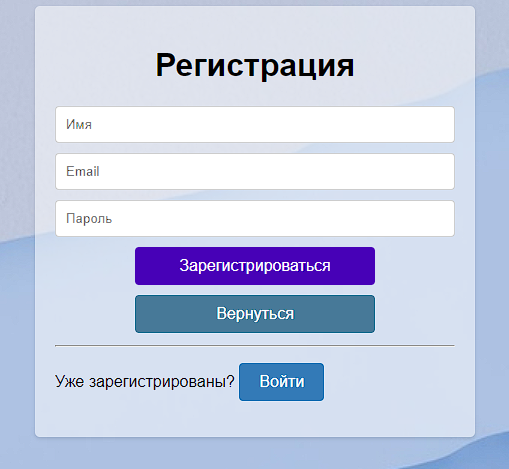 Регистрация
Имя
Email
Пароль
Зарегистрироваться
Вернуться
Уже зарегистрированы? Войти